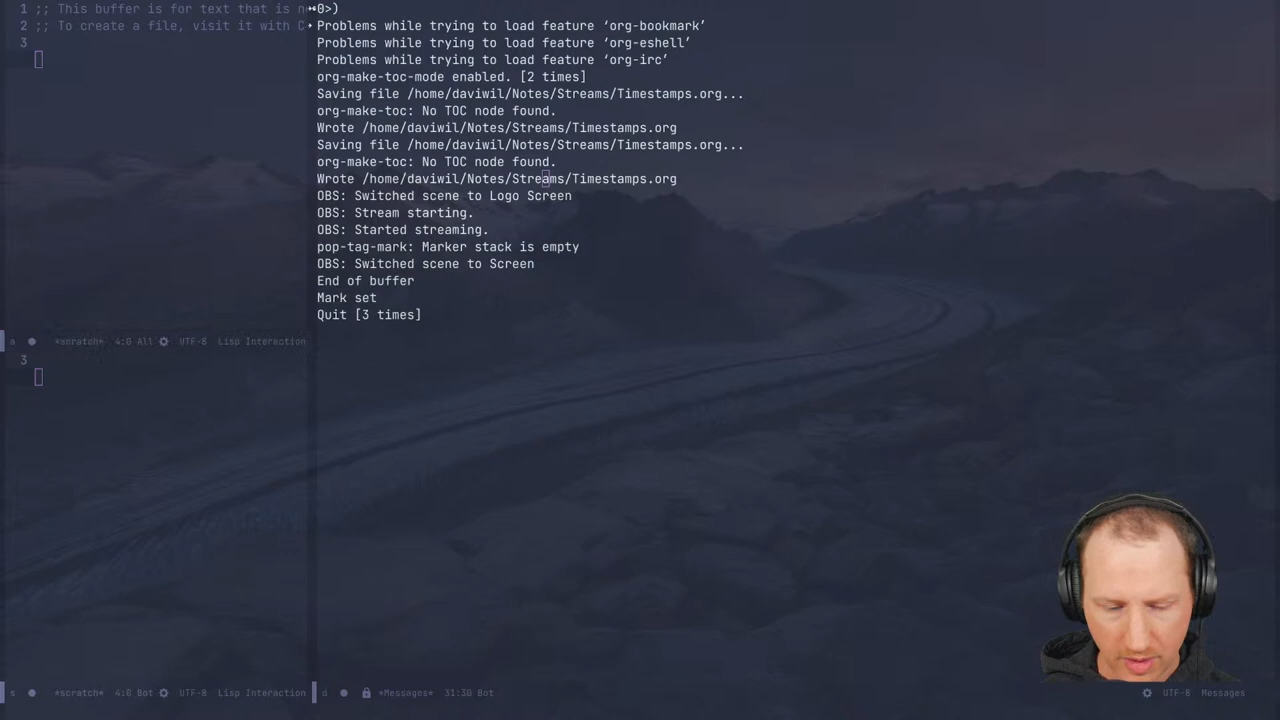 1 ;; This buffer is for text that is n
2 ;; To create a file, visit it with C
3
a *scratch* 4:0 All UTF-8 Lisp Interaction
3
s *scratch* 4:0 Bot UTF-8 Lisp Interaction
0>)
Problems while trying to load feature ‘org-bookmark’
Problems while trying to load feature ‘org-eshell’
Problems while trying to load feature ‘org-irc’
org-make-toc-mode enabled. [2 times]
Saving file /home/daviwil/Notes/Streams/Timestamps.org...
org-make-toc: No TOC node found.
Wrote /home/daviwil/Notes/Streams/Timestamps.org
Saving file /home/daviwil/Notes/Streams/Timestamps.org...
org-make-toc: No TOC node found.
Wrote /home/daviwil/Notes/Streams/Timestamps.org
OBS: Switched scene to Logo Screen
OBS: Stream starting.
OBS: Started streaming.
pop-tag-mark: Marker stack is empty
OBS: Switched scene to Screen
End of buffer
Mark set
Quit [3 times]
d *Messages* 31:30 Bot UTF-8 Messages